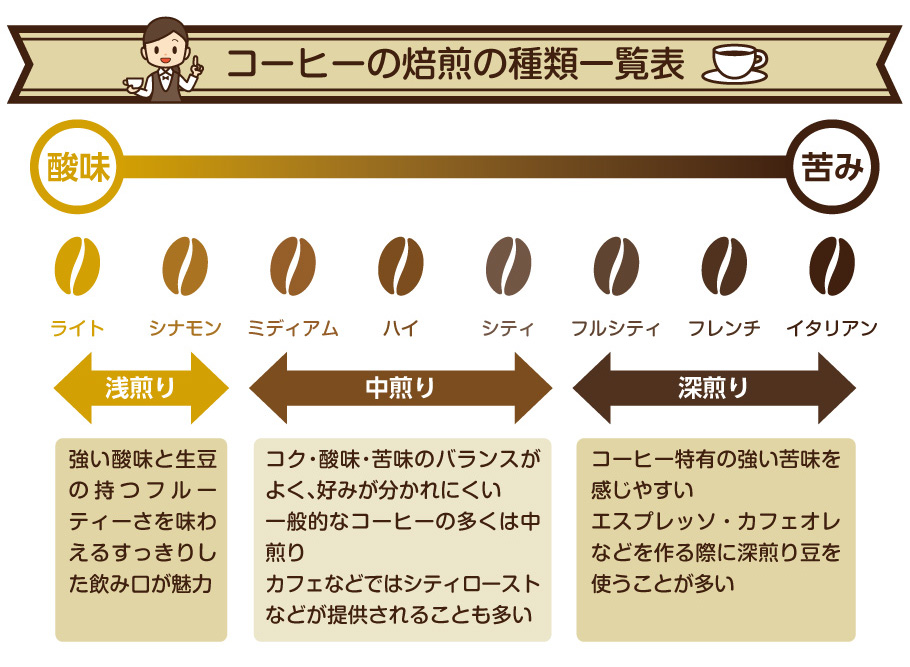 コーヒーの焙煎の種類一覧表
酸味
苦み
ライト
シナモン
ミディアム
ハイ
シティ
フルシティ
フレンチ
イタリアン
浅煎り
中煎り
深煎り
強い酸味と生豆
の持つフルー
ティーさを味わ
えるすっきりし
た飲み口が魅力
コク・酸味・苦味のバランスが
よく、好みが分かれにくい
一般的なコーヒーの多くは中
煎り
カフェなどではシティロースト
などが提供されることも多い
コーヒー特有の強い苦味を
感じやすい
エスプレッソ・カフェオレ
などを作る際に深煎り豆を
使うことが多い